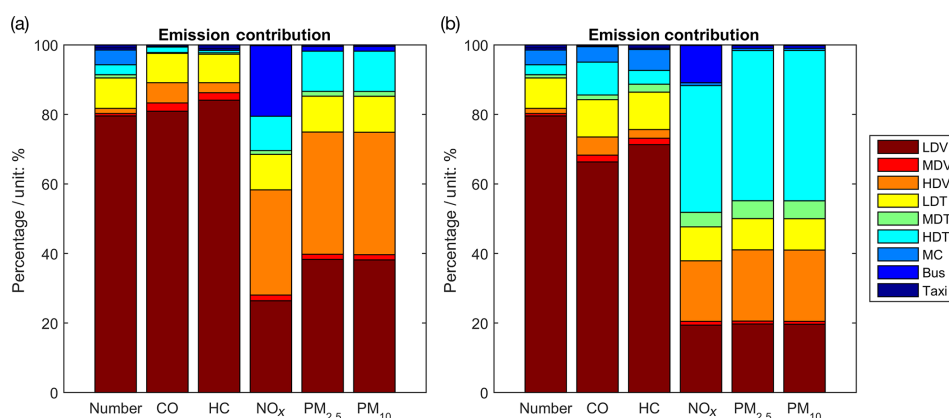 (a)
Emission contribution
Percentage / unit: %
100
80
60
40
20
0
Number CO HC NOx PM2.5 PM10
(b)
Emission contribution
Percentage / unit: %
100
80
60
40
20
0
Number CO HC NOx PM2.5 PM10
LDV
MDV
HDV
LDT
MDT
HDT
MC
Bus
Taxi